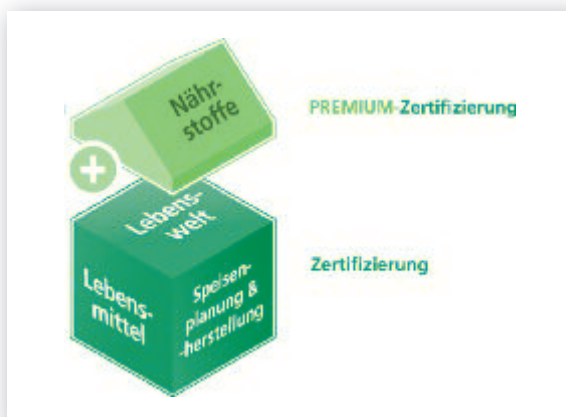 Nähr-
stoffe
PREMIUM-Zertifizierung
+
Lebens-
welt
Lebens-
mittel
Speisen-
planung &
-herstellung
Zertifizierung